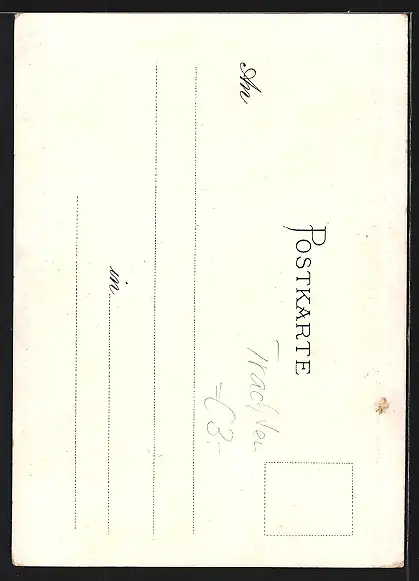 POSTKARTE
An
Trachten
=€ 3.-
in